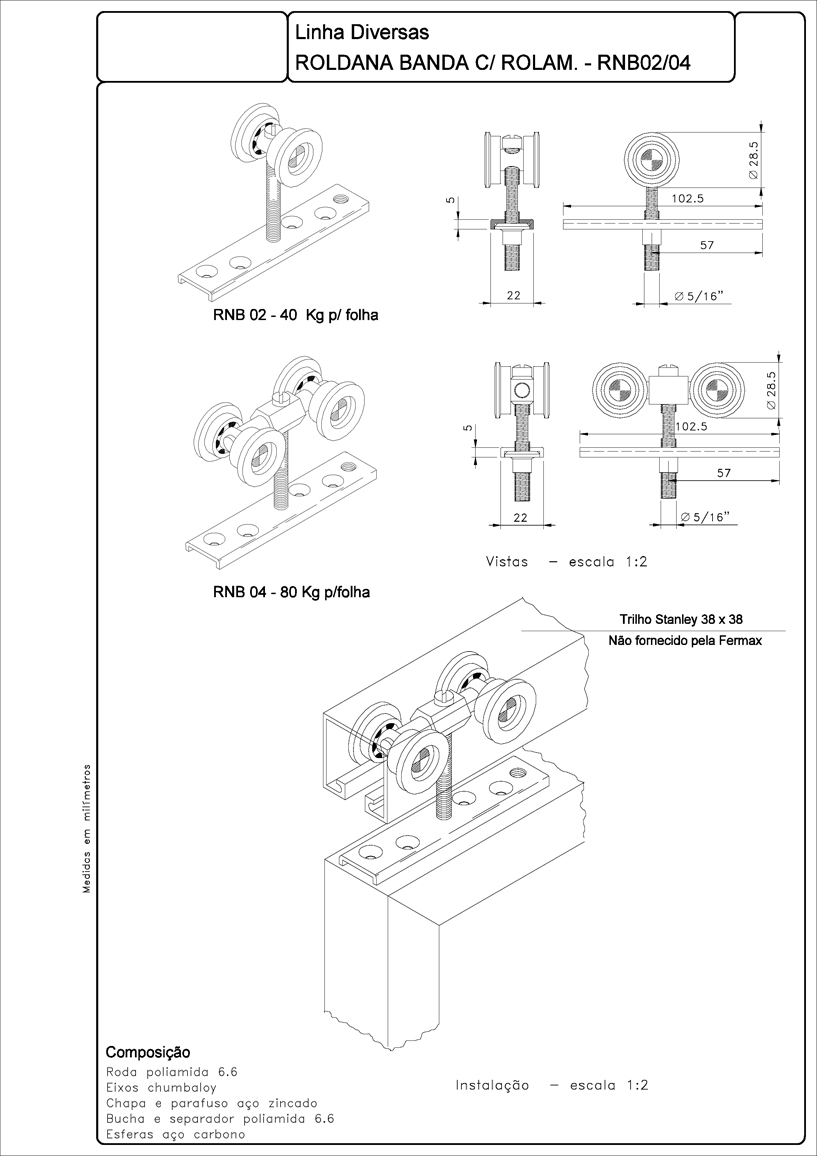 Linha Diversas
ROLDANA BANDA C/ ROLAM. - RNB02/04
Ø 28.5
5
102.5
57
22
Ø 5/16"
RNB 02 - 40 Kg p/ folha
Ø 28.5
5
102.5
57
22
Ø 5/16"
Vistas - escala 1:2
RNB 04 - 80 Kg p/folha
Trilho Stanley 38 x 38
Não fornecido pela Fermax
Medidas em milímetros
Composição
Roda poliamida 6.6
Eixos chumbaloy
Chapa e parafuso aço zincado
Bucha e separador poliamida 6.6
Esferas aço carbono
Instalação - escala 1:2